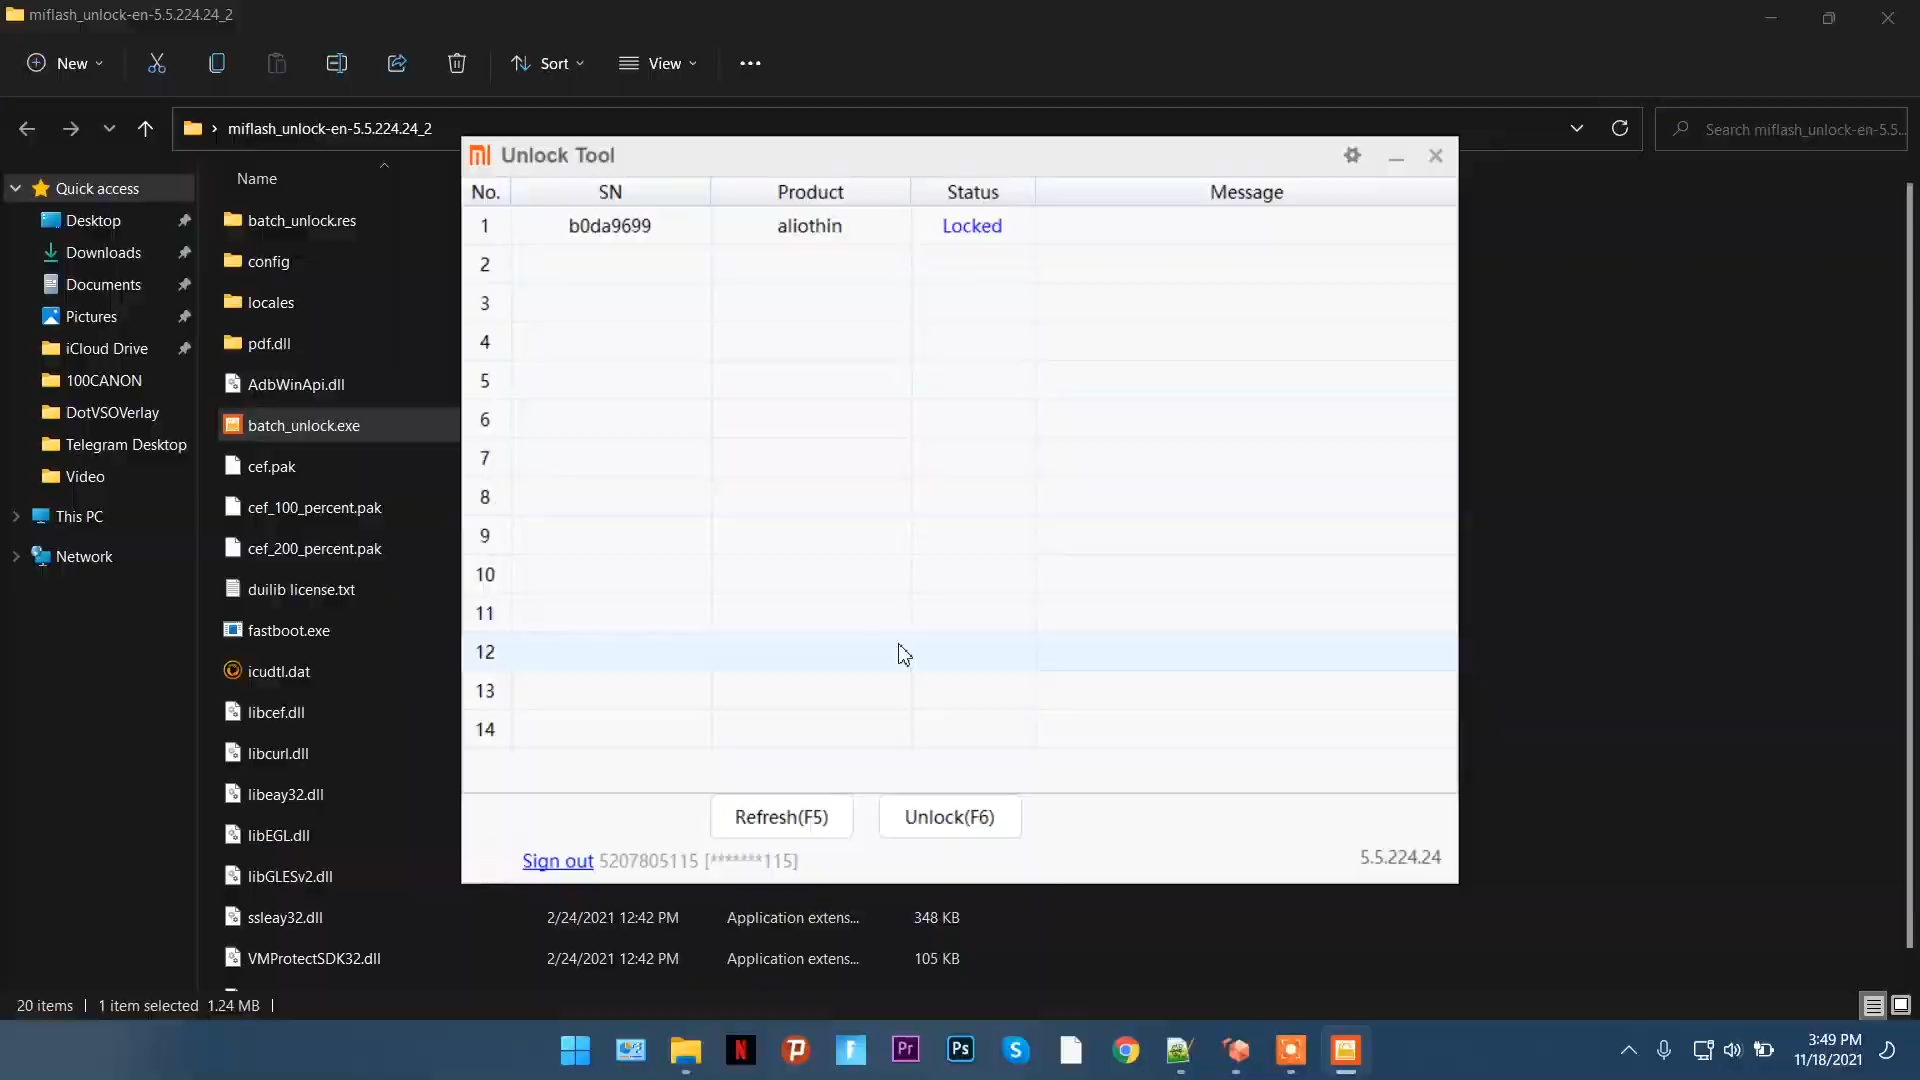 miflash_unlock-en-5.5.224.24_2
New
Sort
View
miflash_unlock-en-5.5.224.24_2
Search miflash_unlock-en-5.5...
Quick access
Desktop
Downloads
Documents
Pictures
iCloud Drive
100CANON
DotVSOVerlay
Telegram Desktop
Video
This PC
Network
Name
batch_unlock.res
config
locales
pdf.dll
AdbWinApi.dll
batch_unlock.exe
cef.pak
cef_100_percent.pak
cef_200_percent.pak
duilib license.txt
fastboot.exe
icudtl.dat
libcef.dll
libcurl.dll
libeay32.dll
libEGL.dll
libGLESv2.dll
ssleay32.dll 2/24/2021 12:42 PM Application extens... 348 KB
VMProtectSDK32.dll 2/24/2021 12:42 PM Application extens... 105 KB
Unlock Tool
No. SN Product Status Message
1 b0da9699 aliothin Locked
2
3
4
5
6
7
8
9
10
11
12
13
14
Refresh(F5) Unlock(F6)
Sign out 5207805115 [*******115]
5.5.224.24
20 items 1 item selected 1.24 MB
N
Pr
Ps
S
3:49 PM
11/18/2021